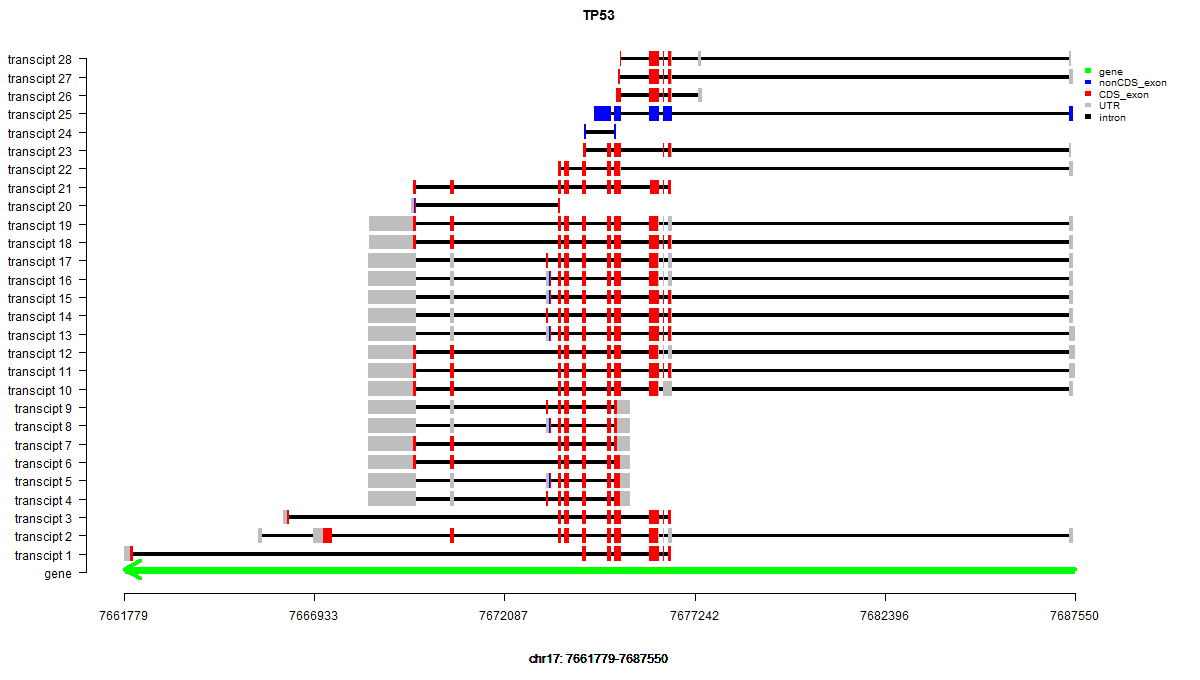 TP53
transcipt 28
transcipt 27
transcipt 26
transcipt 25
transcipt 24
transcipt 23
transcipt 22
transcipt 21
transcipt 20
transcipt 19
transcipt 18
transcipt 17
transcipt 16
transcipt 15
transcipt 14
transcipt 13
transcipt 12
transcipt 11
transcipt 10
transcipt 9
transcipt 8
transcipt 7
transcipt 6
transcipt 5
transcipt 4
transcipt 3
transcipt 2
transcipt 1
gene
gene
nonCDS_exon
CDS_exon
UTR
intron
7661779 7666933 7672087 7677242 7682396 7687550
chr17: 7661779-7687550